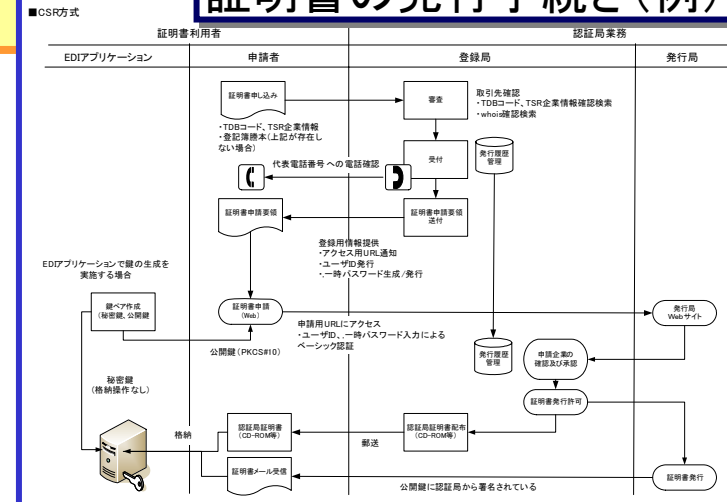 証明書の発行手続き(例)
■CSR方式
証明書利用者
認証局業務
EDIアプリケーション
申請者
登録局
発行局
証明書申し込み
審査
取引先確認
・TDBコード、TSR企業情報確認検索
・whois確認検索
・TDBコード、TSR企業情報
・登記簿謄本(上記が存在し
ない場合)
受付
発行履歴
管理
代表電話番号への電話確認
証明書申請要領
証明書申請要領
送付
登録用情報提供
・アクセス用URL通知
・ユーザID発行
・一時パスワード生成/発行
EDIアプリケーションで鍵の生成を
実施する場合
鍵ペア作成
(秘密鍵、公開鍵)
証明書申請
(Web)
発行局
Webサイト
申請用URLにアクセス
・ユーザID、一時パスワード入力による
ベーシック認証
公開鍵(PKCS#10)
発行履歴
管理
申請企業の
確認及び承認
秘密鍵
(格納操作なし)
証明書発行許可
格納
認証局証明書
(CD-ROM等)
郵送
認証局証明書配布
(CD-ROM等)
証明書メール受信
公開鍵に認証局から署名されている
証明書発行